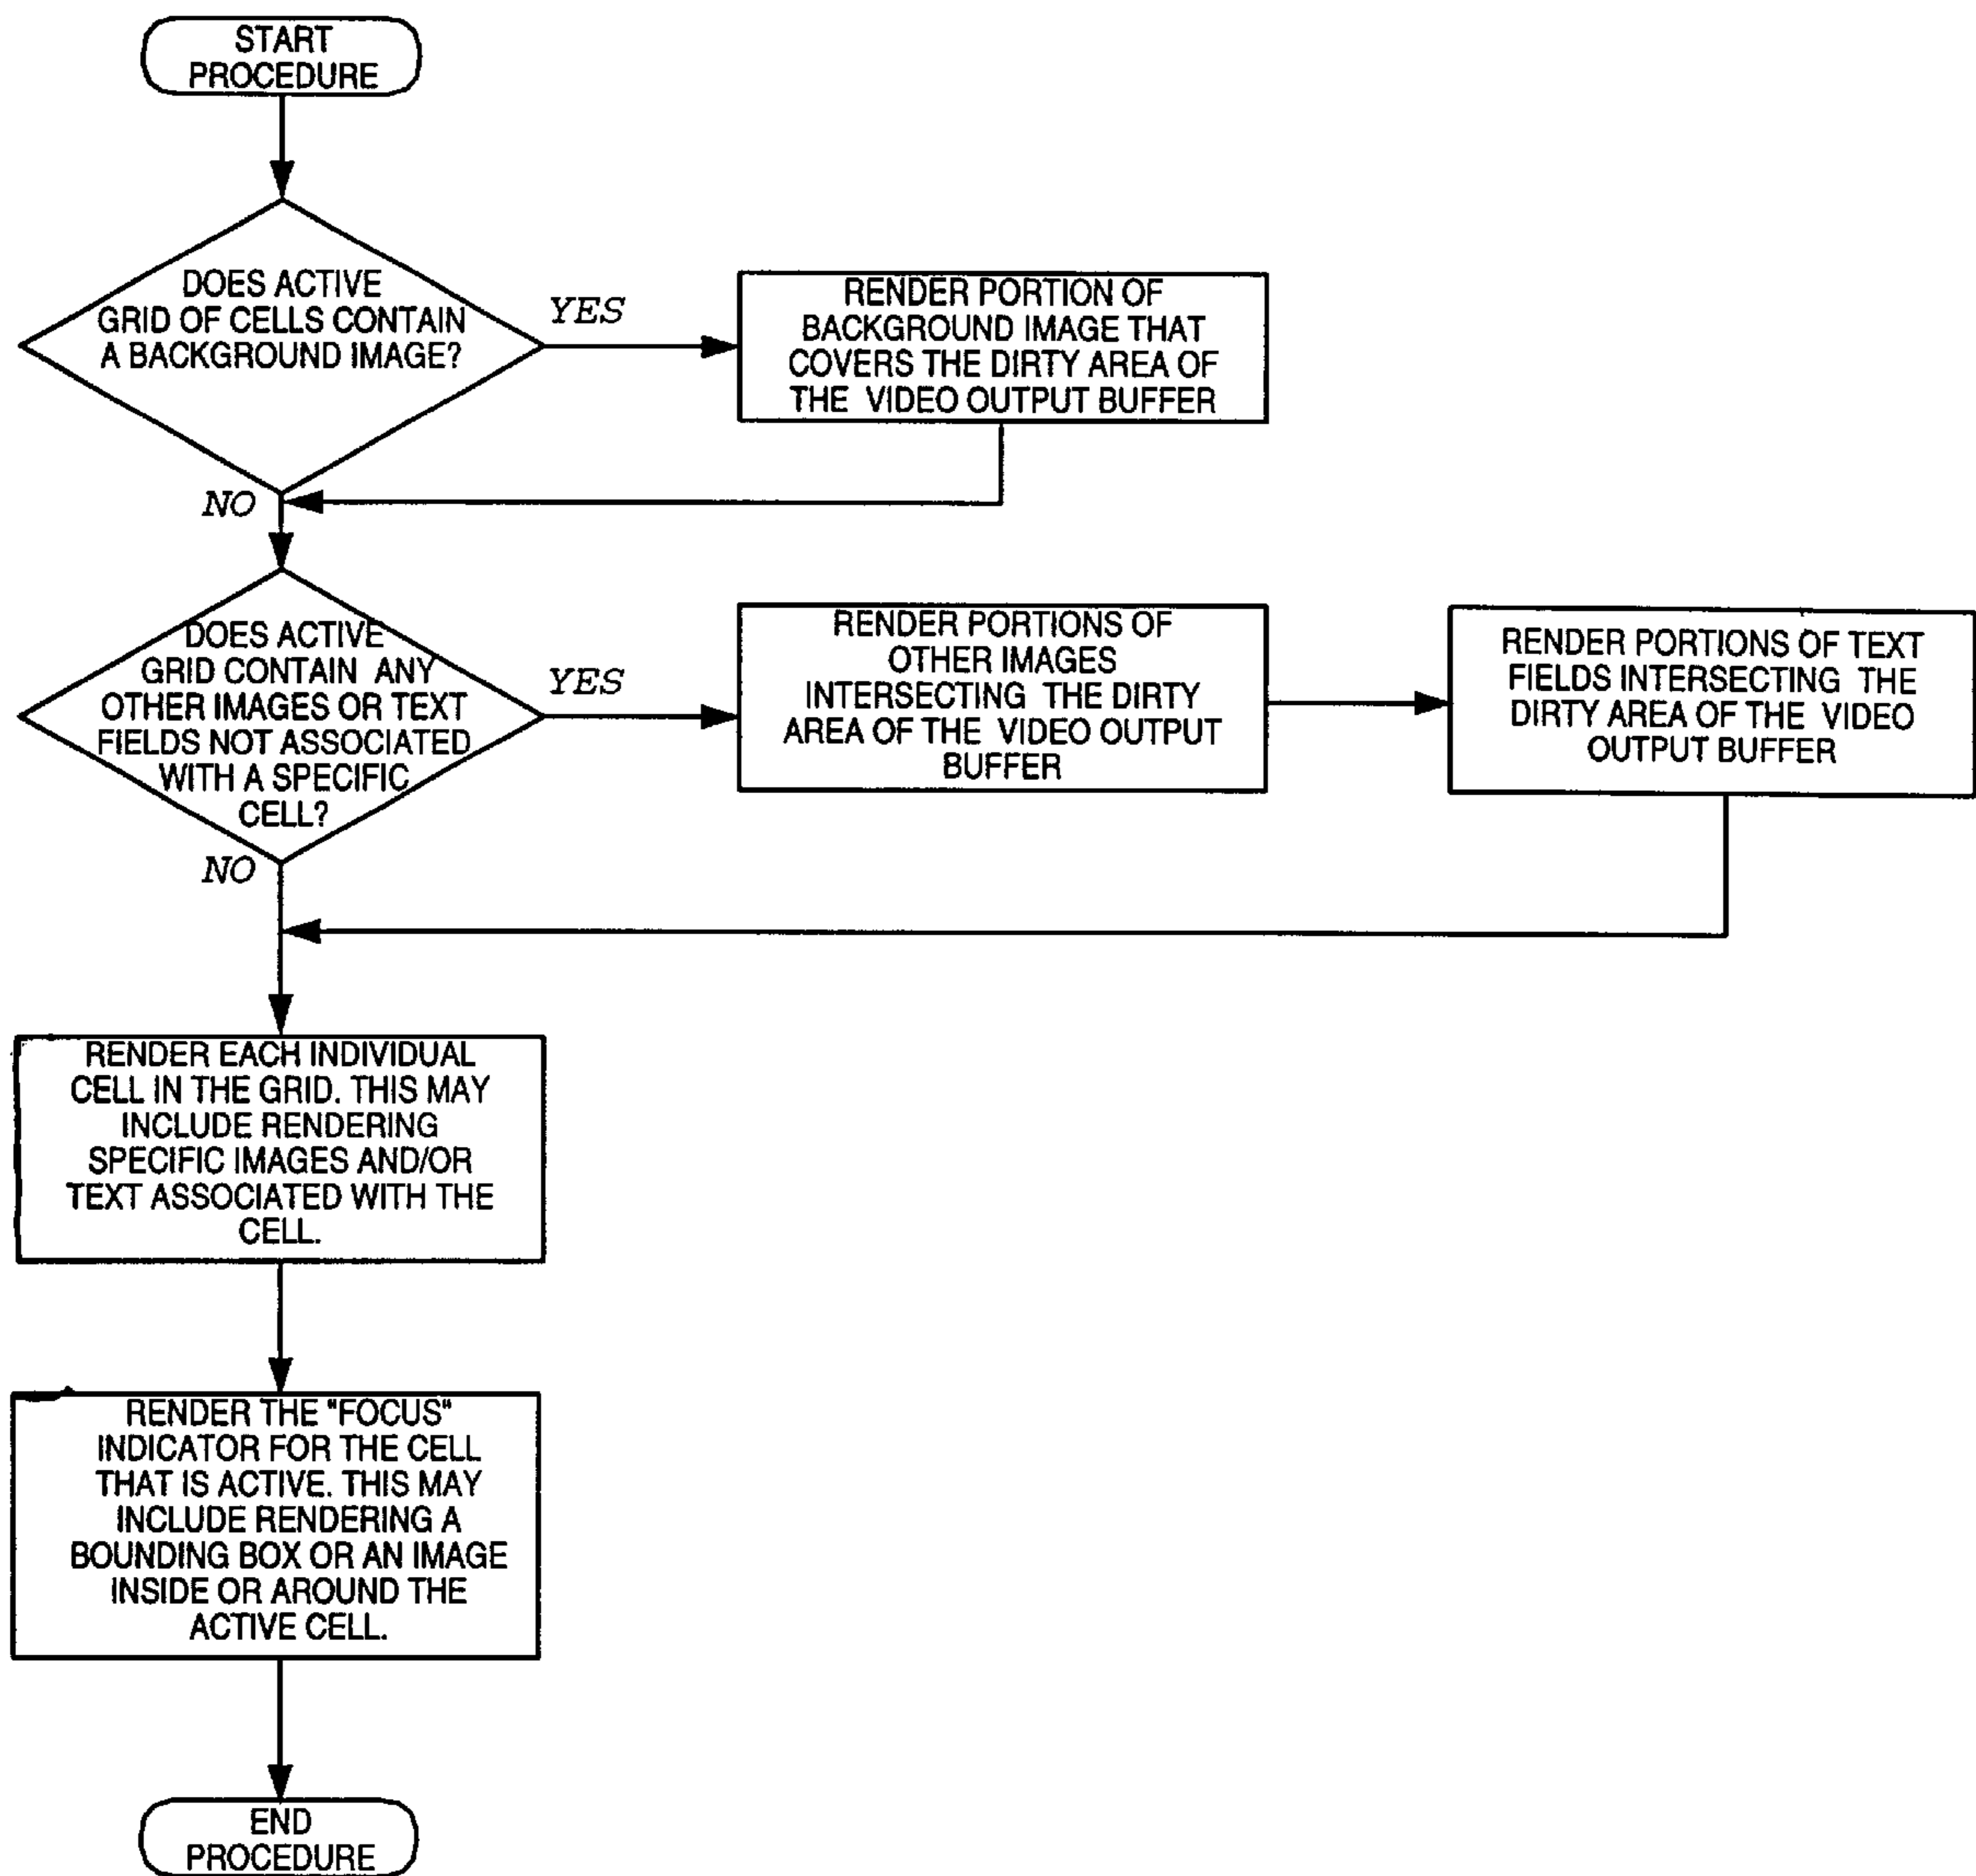 START
PROCEDURE
DOES ACTIVE
GRID OF CELLS CONTAIN
A BACKGROUND IMAGE?
YES
RENDER PORTION OF
BACKGROUND IMAGE THAT
COVERS THE DIRTY AREA OF
THE VIDEO OUTPUT BUFFER
NO
DOES ACTIVE
GRID CONTAIN ANY
OTHER IMAGES OR TEXT
FIELDS NOT ASSOCIATED
WITH A SPECIFIC
CELL?
YES
RENDER PORTIONS OF
OTHER IMAGES
INTERSECTING THE DIRTY
AREA OF THE VIDEO OUTPUT
BUFFER
RENDER PORTIONS OF TEXT
FIELDS INTERSECTING THE
DIRTY AREA OF THE VIDEO
OUTPUT BUFFER
NO
RENDER EACH INDIVIDUAL
CELL IN THE GRID. THIS MAY
INCLUDE RENDERING
SPECIFIC IMAGES AND/OR
TEXT ASSOCIATED WITH THE
CELL.
RENDER THE "FOCUS"
INDICATOR FOR THE CELL
THAT IS ACTIVE. THIS MAY
INCLUDE RENDERING A
BOUNDING BOX OR AN IMAGE
INSIDE OR AROUND THE
ACTIVE CELL.
END
PROCEDURE